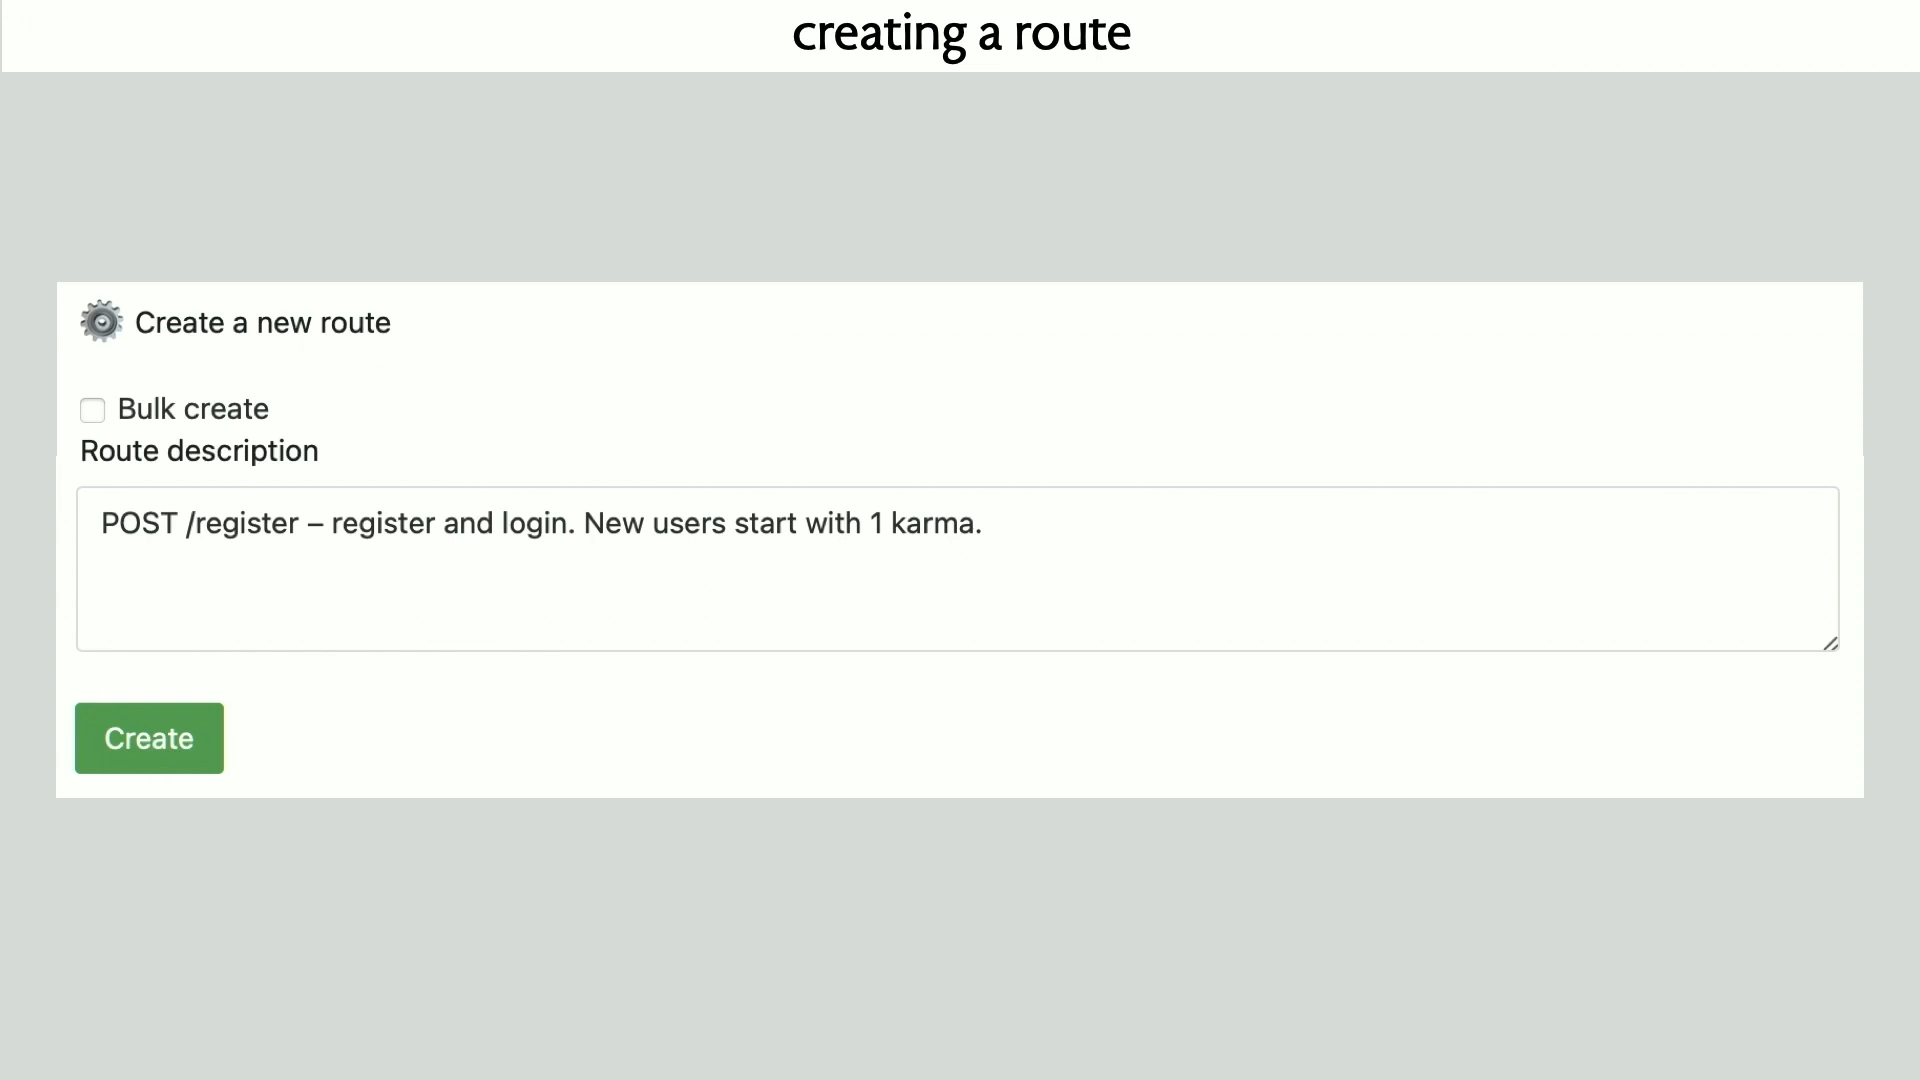 creating a route
Create a new route
Bulk create
Route description
POST /register – register and login. New users start with 1 karma.
Create